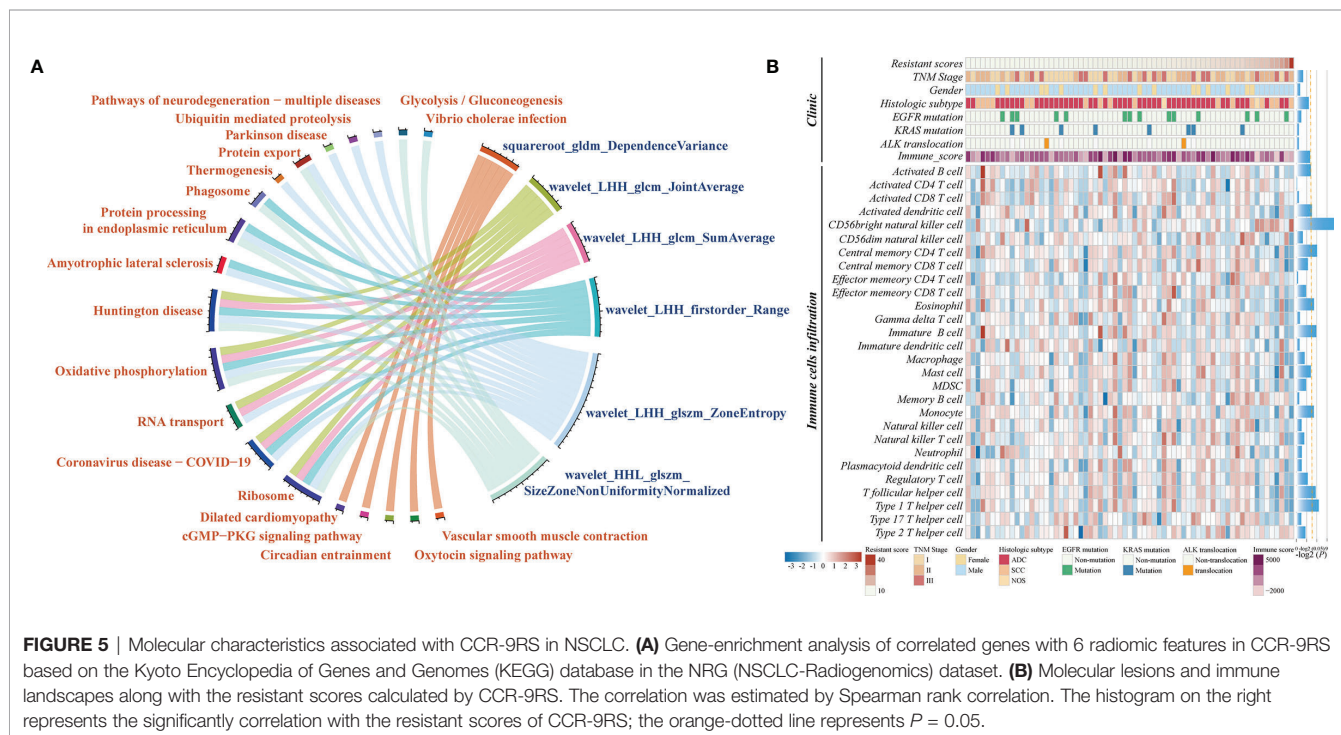 A
Pathways of neurodegeneration − multiple diseases
Ubiquitin mediated proteolysis
Parkinson disease
Protein export
Thermogenesis
Phagosome
Protein processing
in endoplasmic reticulum
Amyotrophic lateral sclerosis
Huntington disease
Oxidative phosphorylation
RNA transport
Coronavirus disease − COVID−19
Ribosome
Dilated cardiomyopathy
cGMP−PKG signaling pathway
Circadian entrainment
Glycolysis / Gluconeogenesis
Vibrio cholerae infection
squareroot_gldm_DependenceVariance
wavelet_LHH_glcm_JointAverage
wavelet_LHH_glcm_SumAverage
wavelet_LHH_firstorder_Range
wavelet_LHH_glszm_ZoneEntropy
wavelet_HHL_glszm_
SizeZoneNonUniformityNormalized
Vascular smooth muscle contraction
Oxytocin signaling pathway
B
Clinic
Resistant scores
TNM Stage
Gender
Histologic subtype
EGFR mutation
KRAS mutation
ALK translocation
Immune_score
Immune cells infiltration
Activated B cell
Activated CD4 T cell
Activated CD8 T cell
Activated dendritic cell
CD56bright natural killer cell
CD56dim natural killer cell
Central memory CD4 T cell
Central memory CD8 T cell
Effector memeory CD4 T cell
Effector memeory CD8 T cell
Eosinophil
Gamma delta T cell
Immature B cell
Immature dendritic cell
Macrophage
Mast cell
MDSC
Memory B cell
Monocyte
Natural killer cell
Natural killer T cell
Neutrophil
Plasmacytoid dendritic cell
Regulatory T cell
T follicular helper cell
Type 1 T helper cell
Type 17 T helper cell
Type 2 T helper cell
-3 -2 -1 0 1 2 3
Resistant score
40
10
TNM Stage
I
II
III
Gender
Female
Male
Histologic subtype
ADC
SCC
NOS
EGFR mutation
Non-mutation
Mutation
KRAS mutation
Non-mutation
Mutation
ALK translocation
Non-translocation
translocation
Immune score
5000
−2000
0 -log2 (0.05) 9
-log2 (P)
FIGURE 5 | Molecular characteristics associated with CCR-9RS in NSCLC. (A) Gene-enrichment analysis of correlated genes with 6 radiomic features in CCR-9RS
based on the Kyoto Encyclopedia of Genes and Genomes (KEGG) database in the NRG (NSCLC-Radiogenomics) dataset. (B) Molecular lesions and immune
landscapes along with the resistant scores calculated by CCR-9RS. The correlation was estimated by Spearman rank correlation. The histogram on the right
represents the significantly correlation with the resistant scores of CCR-9RS; the orange-dotted line represents P = 0.05.